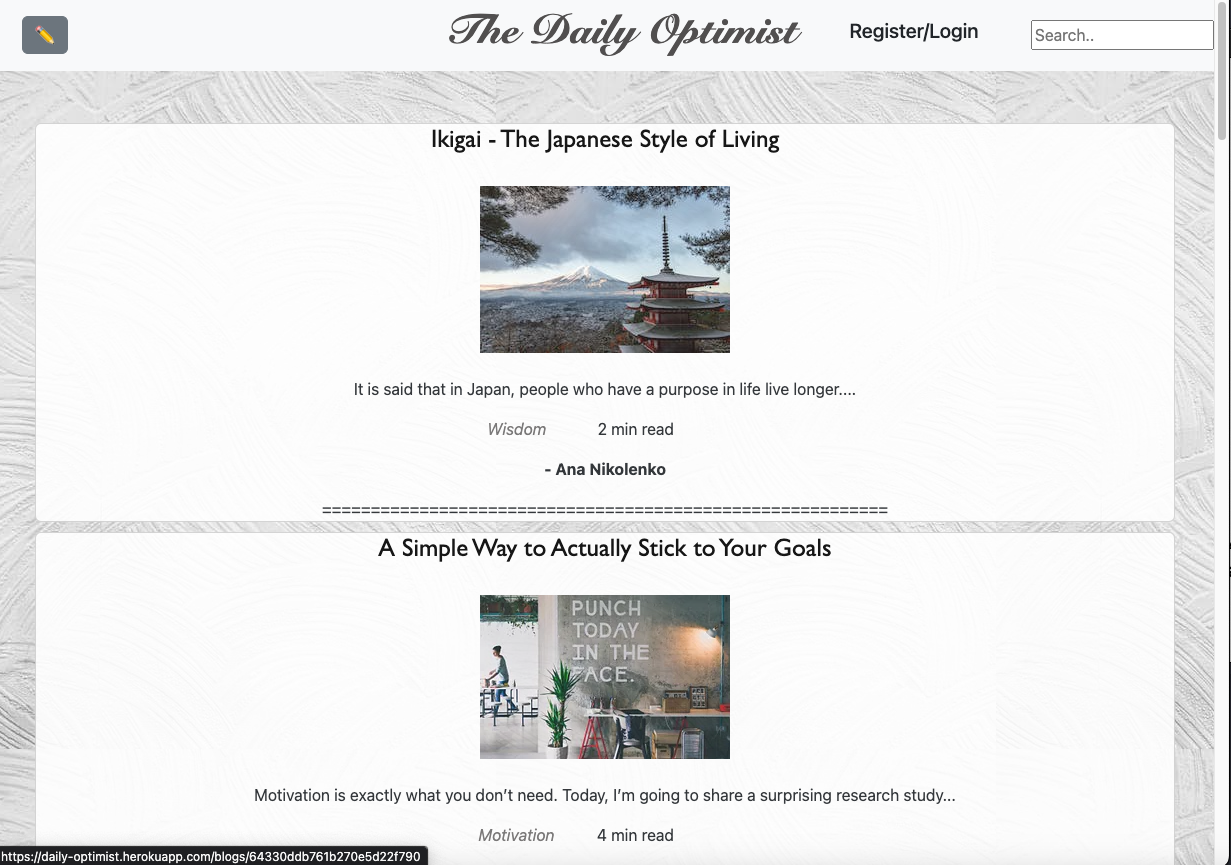 ✏️
The Daily Optimist
Register/Login
Search..
Ikigai - The Japanese Style of Living
It is said that in Japan, people who have a purpose in life live longer....
Wisdom 2 min read
- Ana Nikolenko
==========================================================
A Simple Way to Actually Stick to Your Goals
PUNCH
TODAY
IN THE
FACE.
Motivation is exactly what you don’t need. Today, I’m going to share a surprising research study...
Motivation 4 min read
https://daily-optimist.herokuapp.com/blogs/64330ddb761b270e5d22f790